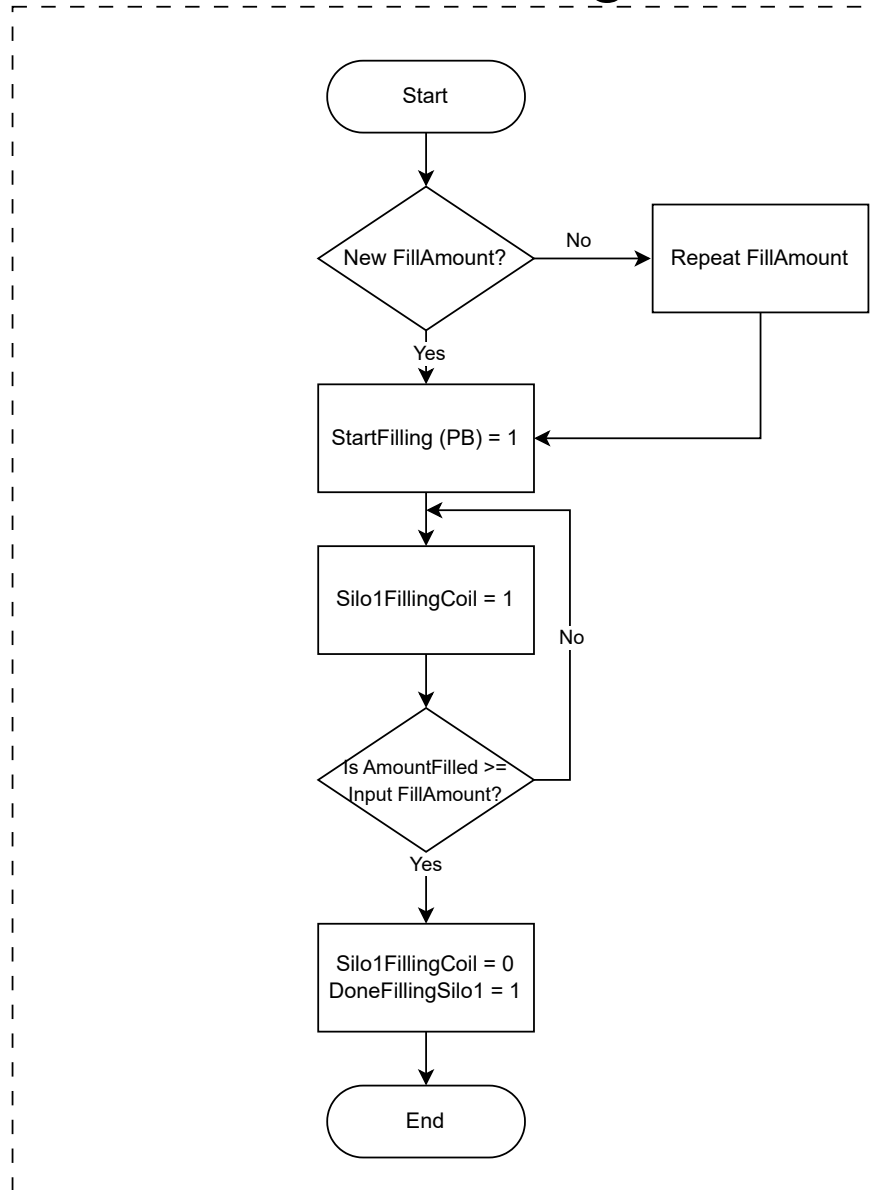 Start
New FillAmount?
No
Repeat FillAmount
Yes
StartFilling (PB) = 1
Silo1FillingCoil = 1
No
Is AmountFilled >=
Input FillAmount?
Yes
Silo1FillingCoil = 0
DoneFillingSilo1 = 1
End